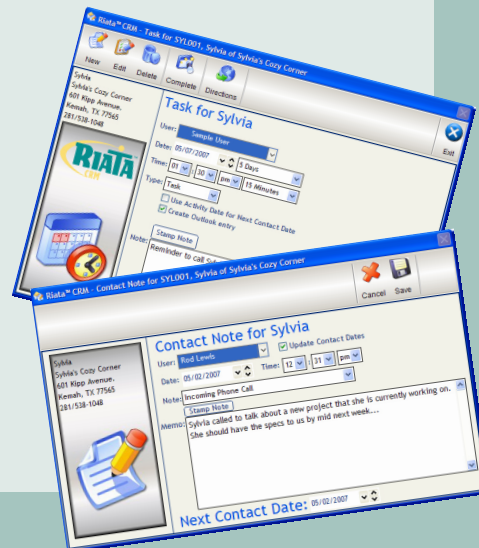 Riata™ CRM - Task for SYL001, Sylvia of Sylvia's Cozy Corner
New Edit Delete Complete Directions Exit
Sylvia
Sylvia's Cozy Corner
601 Kipp Avenue.
Kemah, TX 77565
281/538-1048
RIATA
CRM
Task for Sylvia
User: Sample User
Date: 05/07/2007 5 Days
Time: 01 : 30 pm 15 Minutes
Type: Task
Use Activity Date for Next Contact Date
Create Outlook entry
Stamp Note
Note: Reminder to call
Riata™ CRM - Contact Note for SYL001, Sylvia of Sylvia's Cozy Corner
Cancel Save
Sylvia
Sylvia's Cozy Corner
601 Kipp Avenue.
Kemah, TX 77565
281/538-1048
Contact Note for Sylvia
User: Rod Lewis Update Contact Dates
Date: 05/02/2007 Time: 12 : 31 pm
Note: Incoming Phone Call
Stamp Note
Memo: Sylvia called to talk about a new project that she is currently working on.
She should have the specs to us by mid next week...
Next Contact Date: 05/02/2007